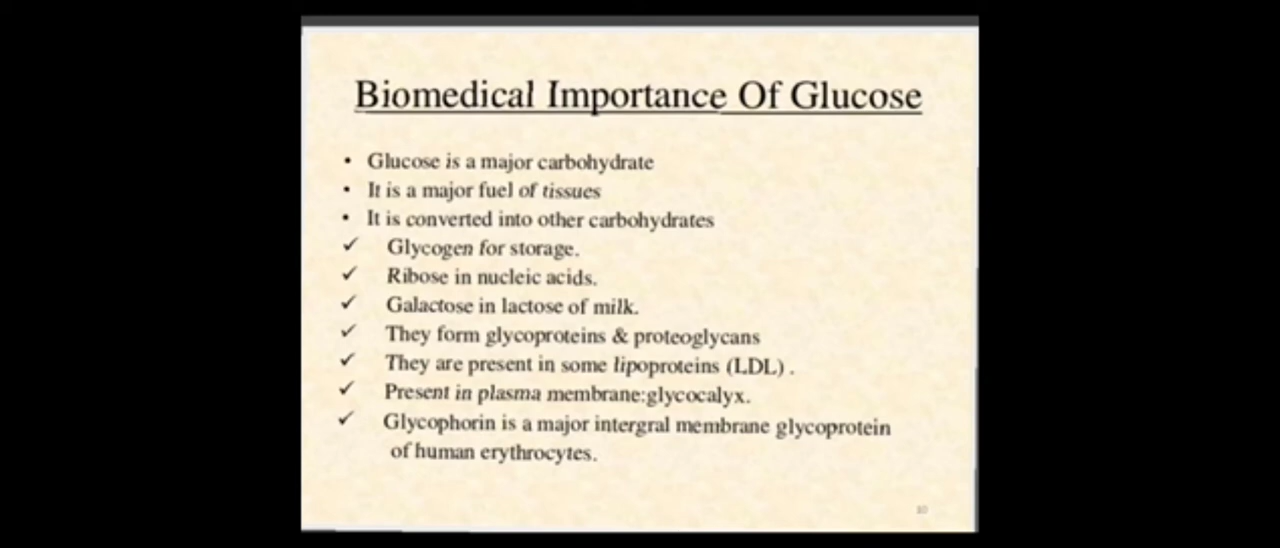 Biomedical Importance Of Glucose
• Glucose is a major carbohydrate
• It is a major fuel of tissues
• It is converted into other carbohydrates
✓ Glycogen for storage.
✓ Ribose in nucleic acids.
✓ Galactose in lactose of milk.
✓ They form glycoproteins & proteoglycans
✓ They are present in some lipoproteins (LDL) .
✓ Present in plasma membrane:glycocalyx.
✓ Glycophorin is a major intergral membrane glycoprotein
of human erythrocytes.
10